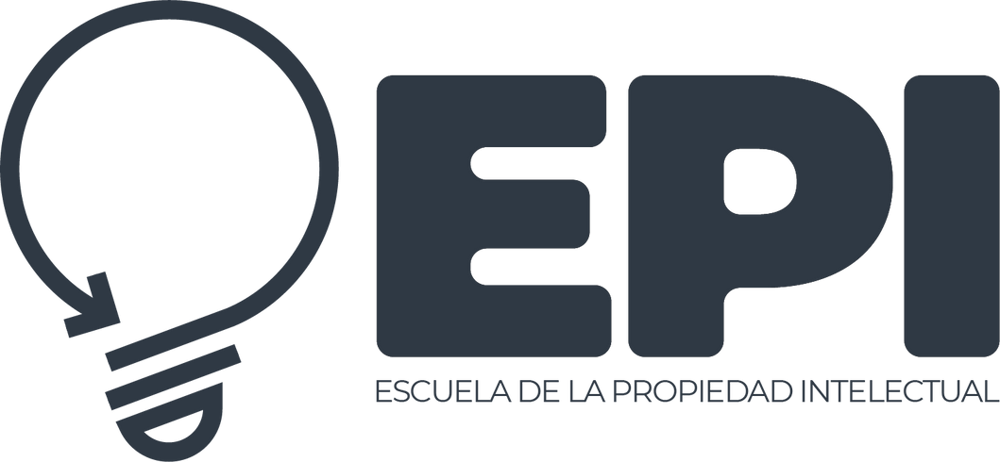 EPI
ESCUELA DE LA PROPIEDAD INTELECTUAL